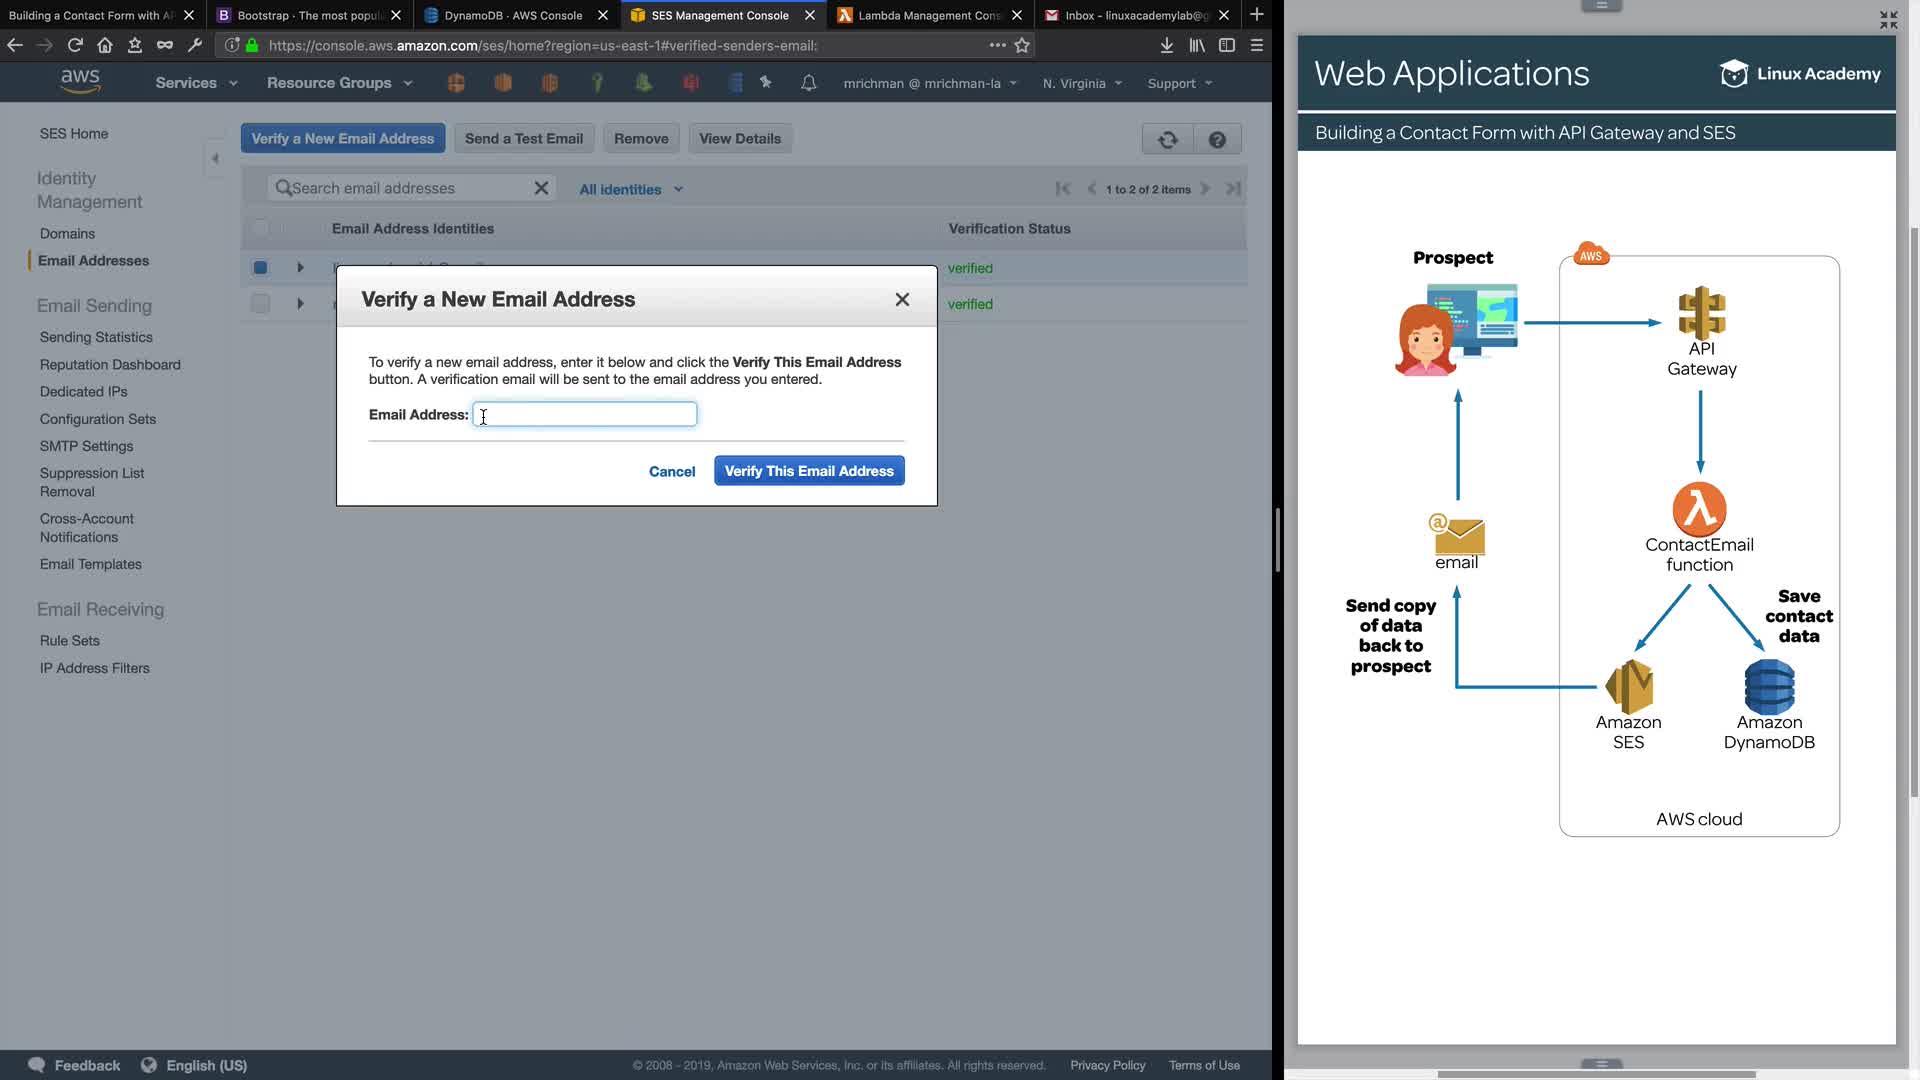 Building a Contact Form with AP
Bootstrap · The most popul
DynamoDB · AWS Console
SES Management Console
Lambda Management Cons
Inbox - linuxacademylab@g
https://console.aws.amazon.com/ses/home?region=us-east-1#verified-senders-email:
aws
Services
Resource Groups
mrichman @ mrichman-la
N. Virginia
Support
SES Home
Identity
Management
Domains
Email Addresses
Email Sending
Sending Statistics
Reputation Dashboard
Dedicated IPs
Configuration Sets
SMTP Settings
Suppression List
Removal
Cross-Account
Notifications
Email Templates
Email Receiving
Rule Sets
IP Address Filters
Verify a New Email Address
Send a Test Email
Remove
View Details
Search email addresses
All identities
1 to 2 of 2 items
Email Address Identities
Verification Status
verified
verified
Verify a New Email Address
To verify a new email address, enter it below and click the Verify This Email Address
button. A verification email will be sent to the email address you entered.
Email Address:
Cancel
Verify This Email Address
Feedback
English (US)
© 2008 - 2019, Amazon Web Services, Inc. or its affiliates. All rights reserved.
Privacy Policy
Terms of Use
Web Applications
Linux Academy
Building a Contact Form with API Gateway and SES
Prospect
AWS
API
Gateway
ContactEmail
function
email
Send copy
of data
back to
prospect
Save
contact
data
Amazon
SES
Amazon
DynamoDB
AWS cloud